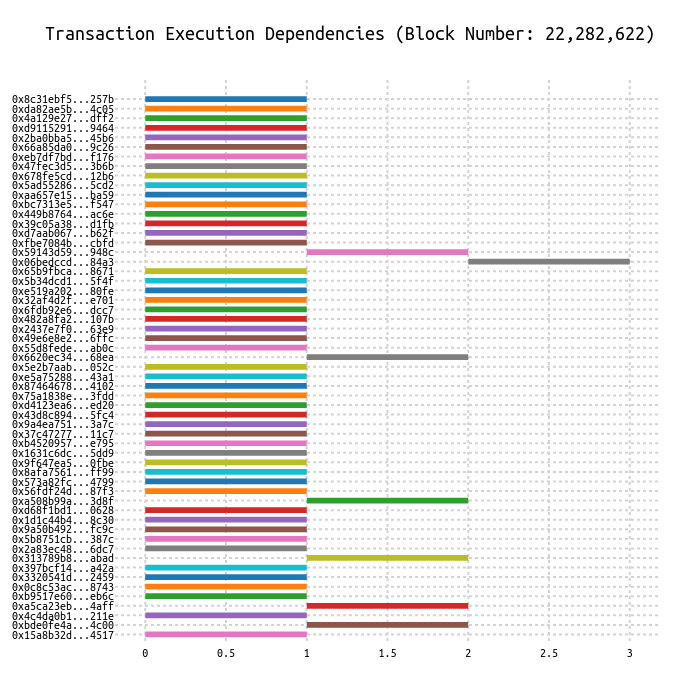 Transaction Execution Dependencies (Block Number: 22,282,622)
0x8c31ebf5...257b
0xda82ae5b...4c05
0x4a129e27...dff2
0xd9115291...9464
0x2ba0bba5...45b6
0x66a85da0...9c26
0xeb7df7bd...f176
0x47fec3d5...3b6b
0x678fe5cd...12b6
0x5ad55286...5cd2
0xaa657e15...ba59
0xbc7313e5...f547
0x449b8764...ac6e
0x39c05a38...d1fb
0xd7aab067...b62f
0xfbe7084b...cbfd
0x59143d59...948c
0x06bedccd...84a3
0x65b9fbca...8671
0x5b34dcd1...5f4f
0xe519a202...80fe
0x32af4d2f...e701
0x6fdb92e6...dcc7
0x482a8fa2...107b
0x2437e7f0...63e9
0x49e6e8e2...6ffc
0x55d8fede...ab0c
0x6620ec34...68ea
0x5e2b7aab...052c
0xe5a75288...43a1
0x87464678...4102
0x75a1838e...3fdd
0xd4123ea6...ed20
0x43d8c894...5fc4
0x9a4ea751...3a7c
0x37c47277...11c7
0xb4520957...e795
0x1631c6dc...5dd9
0x9f647ea5...0fbe
0x8afa7561...ff99
0x573a82fc...4799
0x56fdf24d...87f3
0xa508b99a...3d8f
0xd68f1bd1...0628
0x1d1c44b4...8c30
0x9a50b492...fc9c
0x5b8751cb...387c
0x2a83ec48...6dc7
0x313789b8...abad
0x397bcf14...a42a
0x3320541d...2459
0x0c8c53ac...8743
0xb9517e60...eb6c
0xa5ca23eb...4aff
0x4c4da0b1...211e
0xbde0fe4a...4c00
0x15a8b32d...4517
0 0.5 1 1.5 2 2.5 3